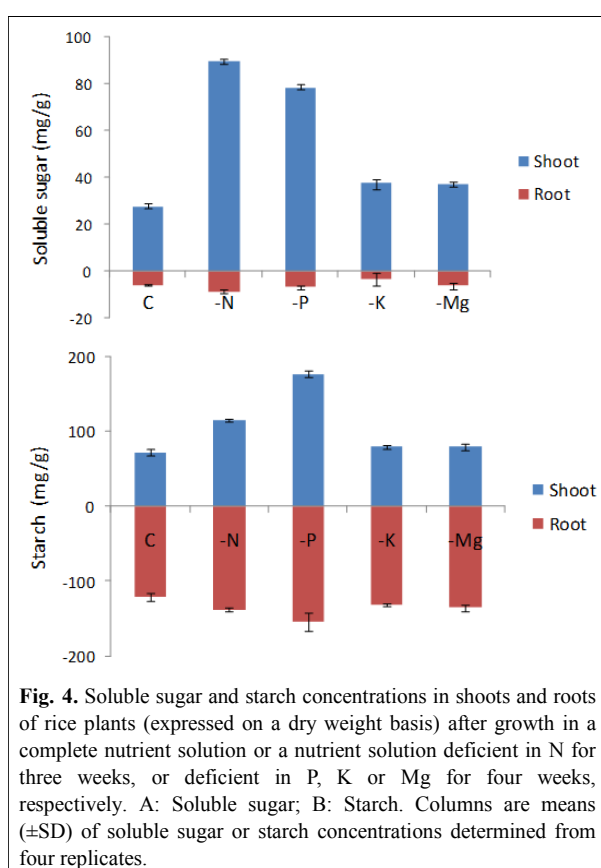 100
80
60
40
20
0
-20
Soluble sugar (mg/g)
C -N -P -K -Mg
Shoot
Root
200
100
0
-100
-200
Starch (mg/g)
C -N -P -K -Mg
Shoot
Root
Fig. 4. Soluble sugar and starch concentrations in shoots and roots
of rice plants (expressed on a dry weight basis) after growth in a
complete nutrient solution or a nutrient solution deficient in N for
three weeks, or deficient in P, K or Mg for four weeks,
respectively. A: Soluble sugar; B: Starch. Columns are means
(±SD) of soluble sugar or starch concentrations determined from
four replicates.